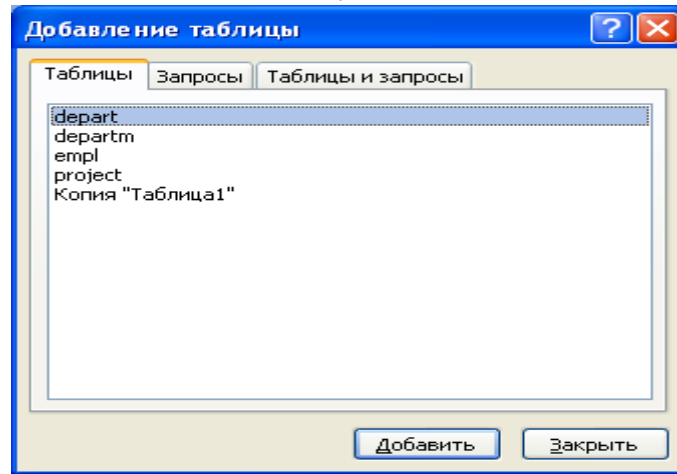 Добавление таблицы
Таблицы Запросы Таблицы и запросы
depart
departm
empl
project
Копия "Таблица1"
Добавить Закрыть